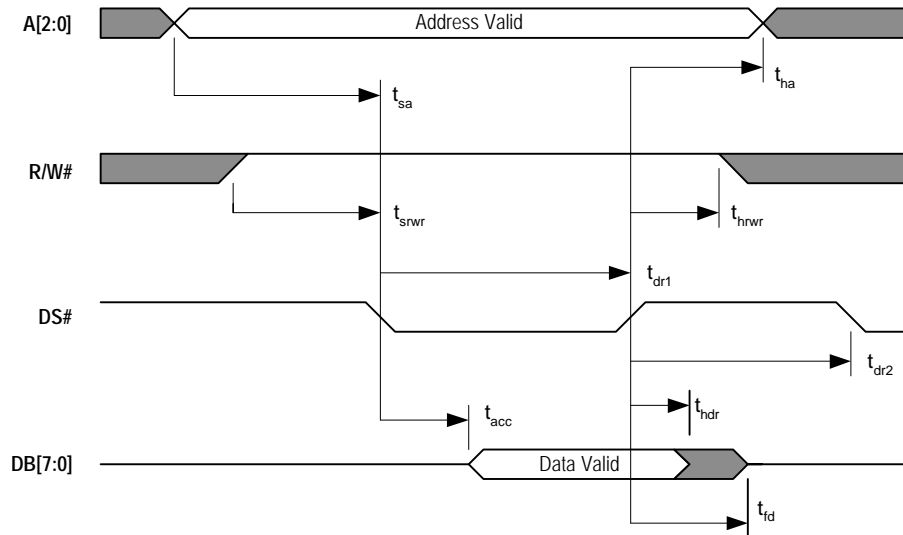 A[2:0]
Address Valid
t_ha
t_sa
R/W#
t_srwr
t_hrwr
t_dr1
DS#
t_dr2
t_hdr
t_acc
DB[7:0]
Data Valid
t_fd